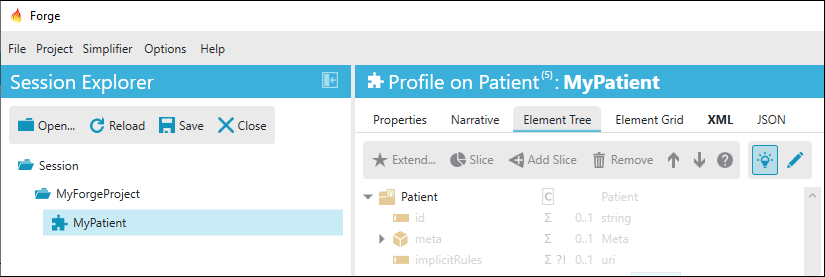 Forge
File Project Simplifier Options Help
Session Explorer
Profile on Patient(5): MyPatient
Open... Reload Save Close
Properties Narrative Element Tree Element Grid XML JSON
Extend... Slice Add Slice Remove
Session
MyForgeProject
MyPatient
Patient C Patient
id Σ 0..1 string
meta Σ 0..1 Meta
implicitRules Σ ?! 0..1 uri